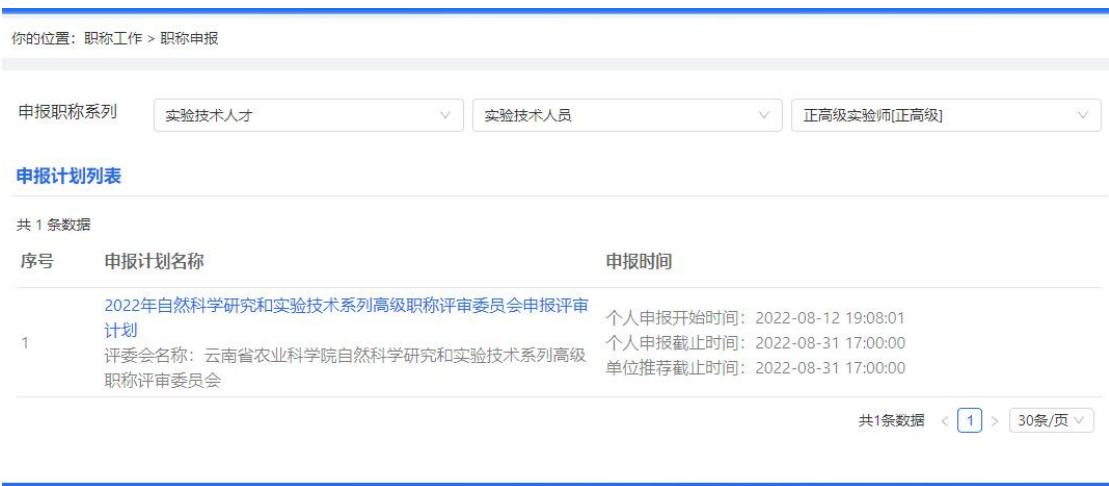 你的位置：职称工作 > 职称申报
申报职称系列 实验技术人才 实验技术人员 正高级实验师[正高级]
申报计划列表
共 1 条数据
序号 申报计划名称 申报时间
1
2022年自然科学研究和实验技术系列高级职称评审委员会申报评审
计划
评委会名称：云南省农业科学院自然科学研究和实验技术系列高级
职称评审委员会
个人申报开始时间：2022-08-12 19:08:01
个人申报截止时间：2022-08-31 17:00:00
单位推荐截止时间：2022-08-31 17:00:00
共1条数据 < 1 > 30条/页